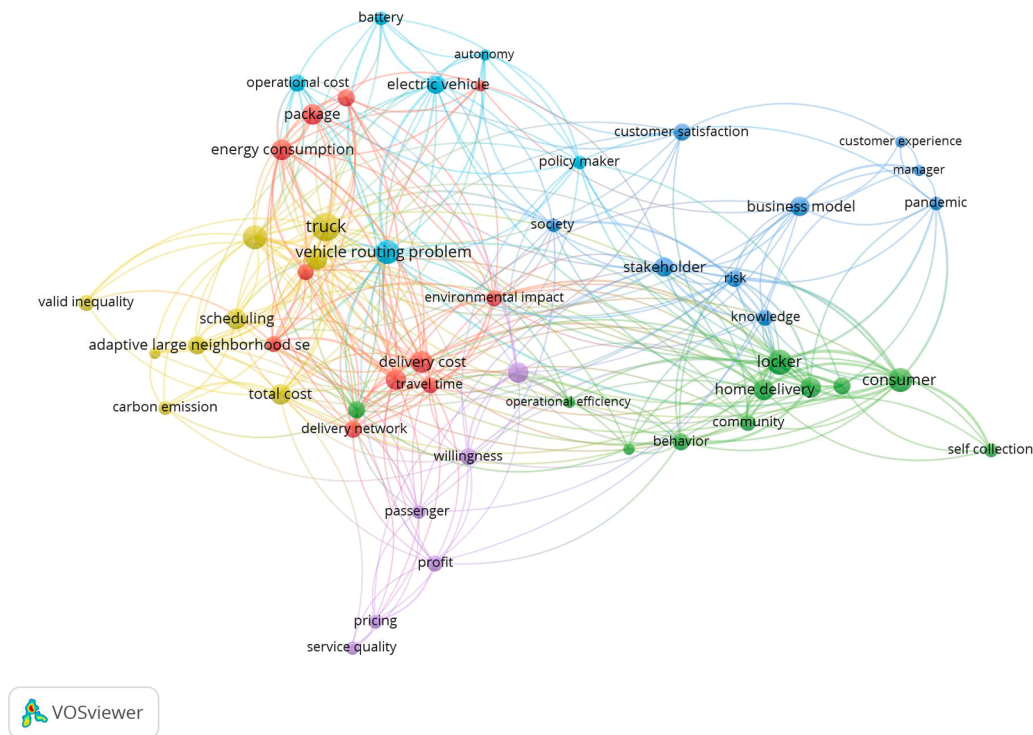 battery
autonomy
operational cost
electric vehicle
package
customer satisfaction
customer experience
energy consumption
policy maker
manager
business model
pandemic
truck
society
vehicle routing problem
stakeholder
risk
valid inequality
environmental impact
scheduling
knowledge
adaptive large neighborhood se
delivery cost
locker
travel time
home delivery
consumer
total cost
operational efficiency
carbon emission
community
delivery network
behavior
self collection
willingness
passenger
profit
pricing
service quality
VOSviewer